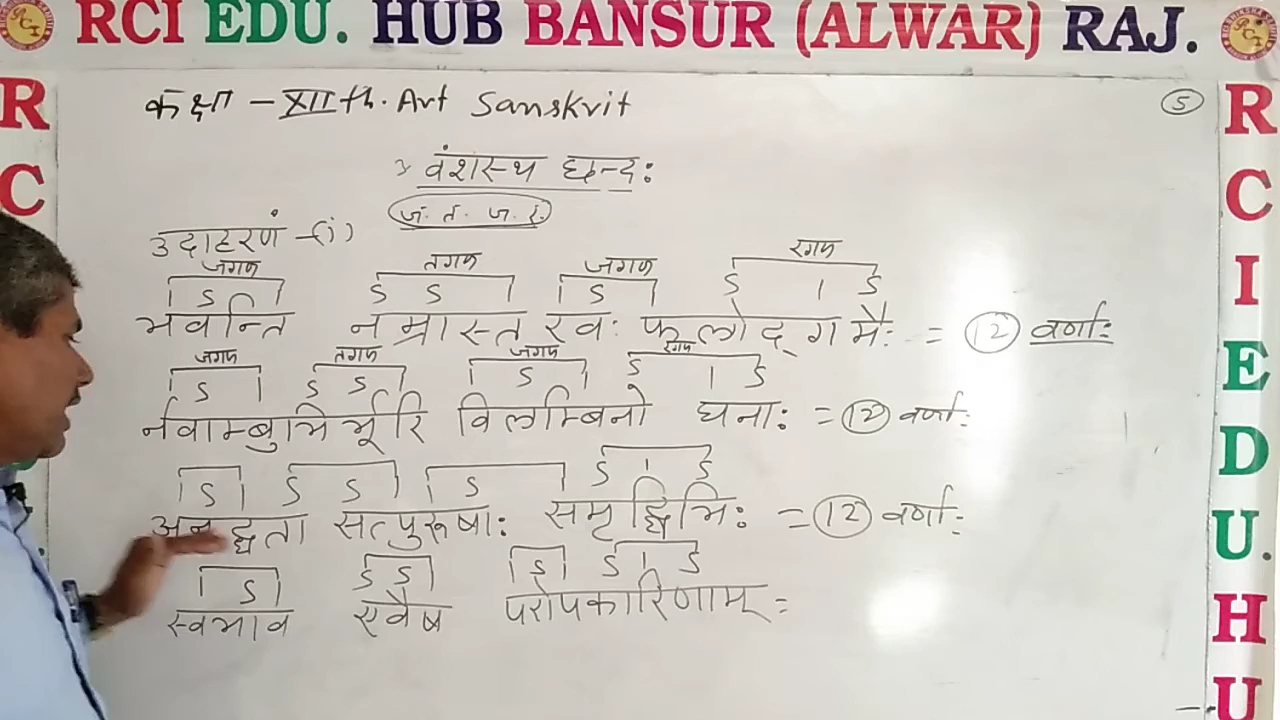 RCI EDU. HUB BANSUR (ALWAR) RAJ.
कक्षा - XIIth. Art Sanskrit
5
वंशस्थ छन्दः
ज. त. ज. र.
उदाहरणं -(i)
जगण तगण जगण रगण
। ऽ । ऽ ऽ । । ऽ । ऽ । ऽ
भवन्ति नम्रास्त रवः फलोद्गमैः = 12 वर्णाः
जगण तगण जगण रगण
। ऽ । ऽ ऽ । । ऽ । ऽ । ऽ
र्नवाम्बुभिर्भूरि विलम्बिनो घनाः = 12 वर्णाः
। ऽ । ऽ ऽ । । ऽ । ऽ । ऽ
अनुद्धता सत्पुरूषाः समृद्धिभिः = 12 वर्णाः
। ऽ । ऽ ऽ । । ऽ । ऽ । ऽ
स्वभाव एवैष परोपकारिणाम् =
R
C
R
C
I
E
D
U.
H
U